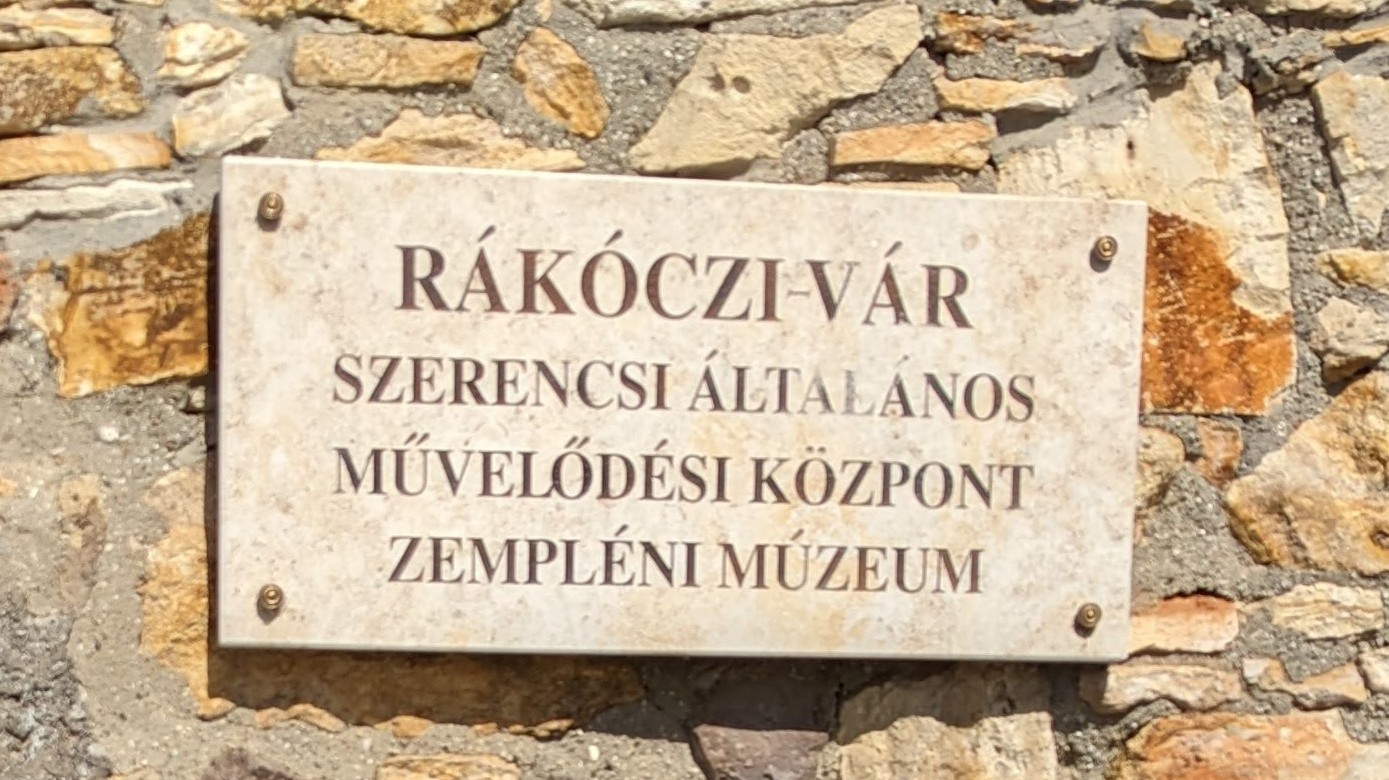 RÁKÓCZI-VÁR
SZERENCSI ÁLTALÁNOS
MŰVELŐDÉSI KÖZPONT
ZEMPLÉNI MÚZEUM